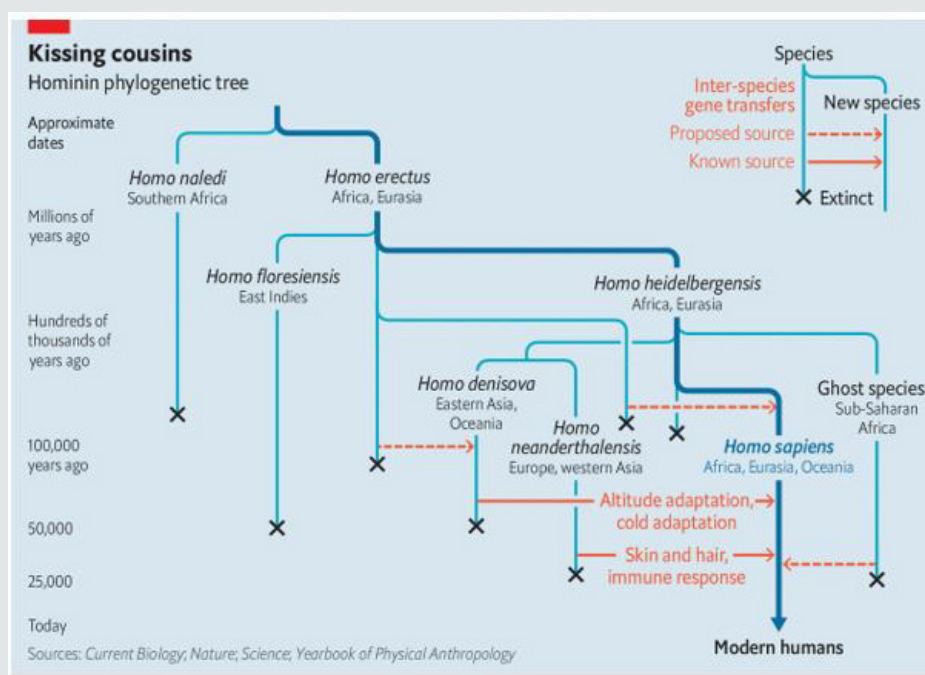 Kissing cousins
Hominin phylogenetic tree
Species
Inter-species
gene transfers
New species
Proposed source
Known source
Extinct
Approximate
dates
Homo naledi
Southern Africa
Homo erectus
Africa, Eurasia
Millions of
years ago
Homo floresiensis
East Indies
Homo heidelbergensis
Africa, Eurasia
Hundreds of
thousands of
years ago
Homo denisova
Eastern Asia,
Oceania
Ghost species
Sub-Saharan
Africa
Homo
neanderthalensis
Europe, western Asia
Homo sapiens
Africa, Eurasia, Oceania
100,000
years ago
Altitude adaptation,
cold adaptation
50,000
Skin and hair,
immune response
25,000
Today
Modern humans
Sources: Current Biology; Nature; Science; Yearbook of Physical Anthropology